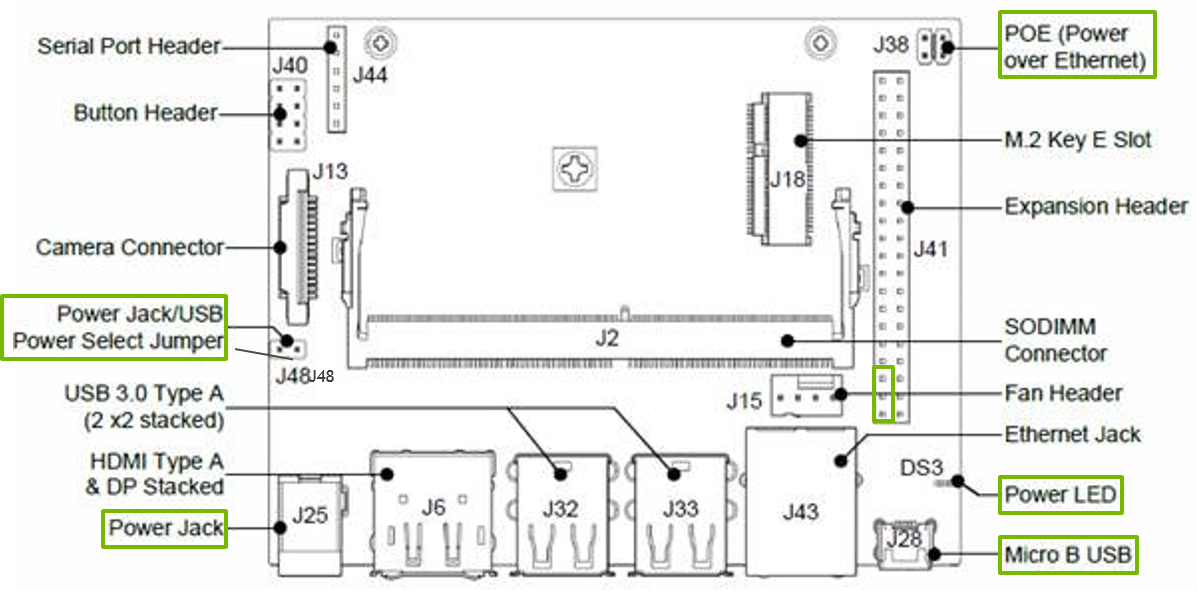 Serial Port Header
J40
J44
Button Header
J13
Camera Connector
Power Jack/USB
Power Select Jumper
J48
J48
USB 3.0 Type A
(2 x2 stacked)
HDMI Type A
& DP Stacked
Power Jack
J25
J6
J32
J33
J43
J2
J15
J18
J38
POE (Power
over Ethernet)
M.2 Key E Slot
Expansion Header
J41
SODIMM
Connector
Fan Header
Ethernet Jack
DS3
Power LED
J28
Micro B USB